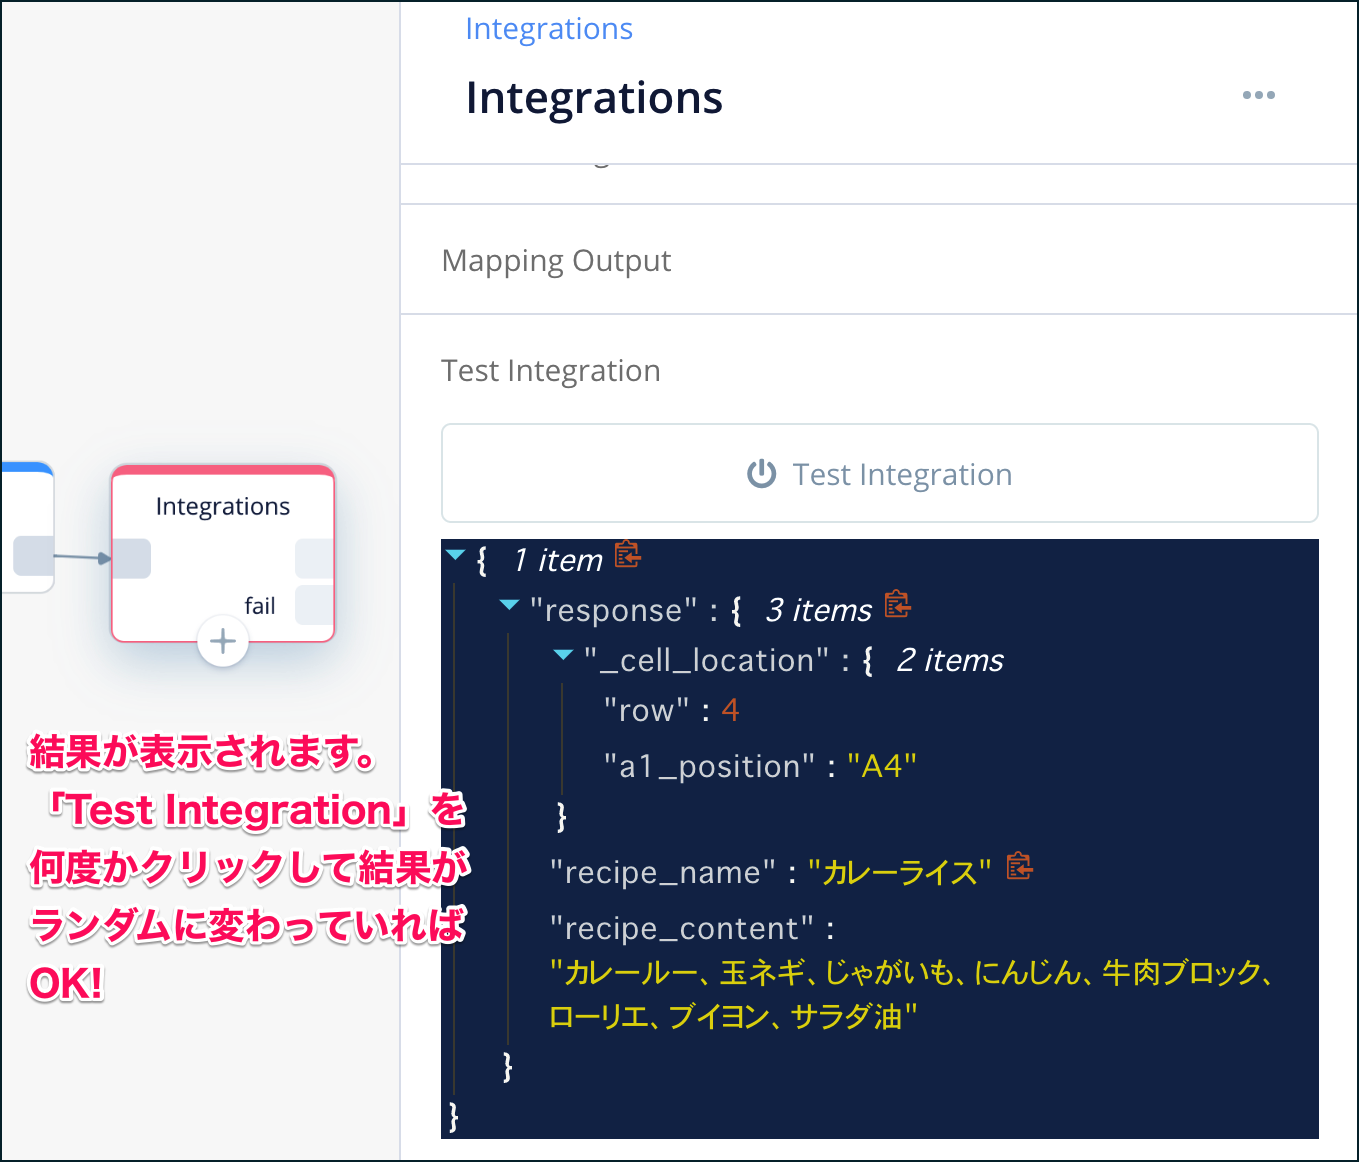 Integrations
Integrations
Mapping Output
Test Integration
Test Integration
Integrations
fail
{ 1 item
"response" : { 3 items
"_cell_location" : { 2 items
"row" : 4
"a1_position" : "A4"
}
"recipe_name" : "カレーライス"
"recipe_content" :
"カレールー、玉ネギ、じゃがいも、にんじん、牛肉ブロック、
ローリエ、ブイヨン、サラダ油"
}
}
結果が表示されます。
「Test Integration」を
何度かクリックして結果が
ランダムに変わっていれば
OK!